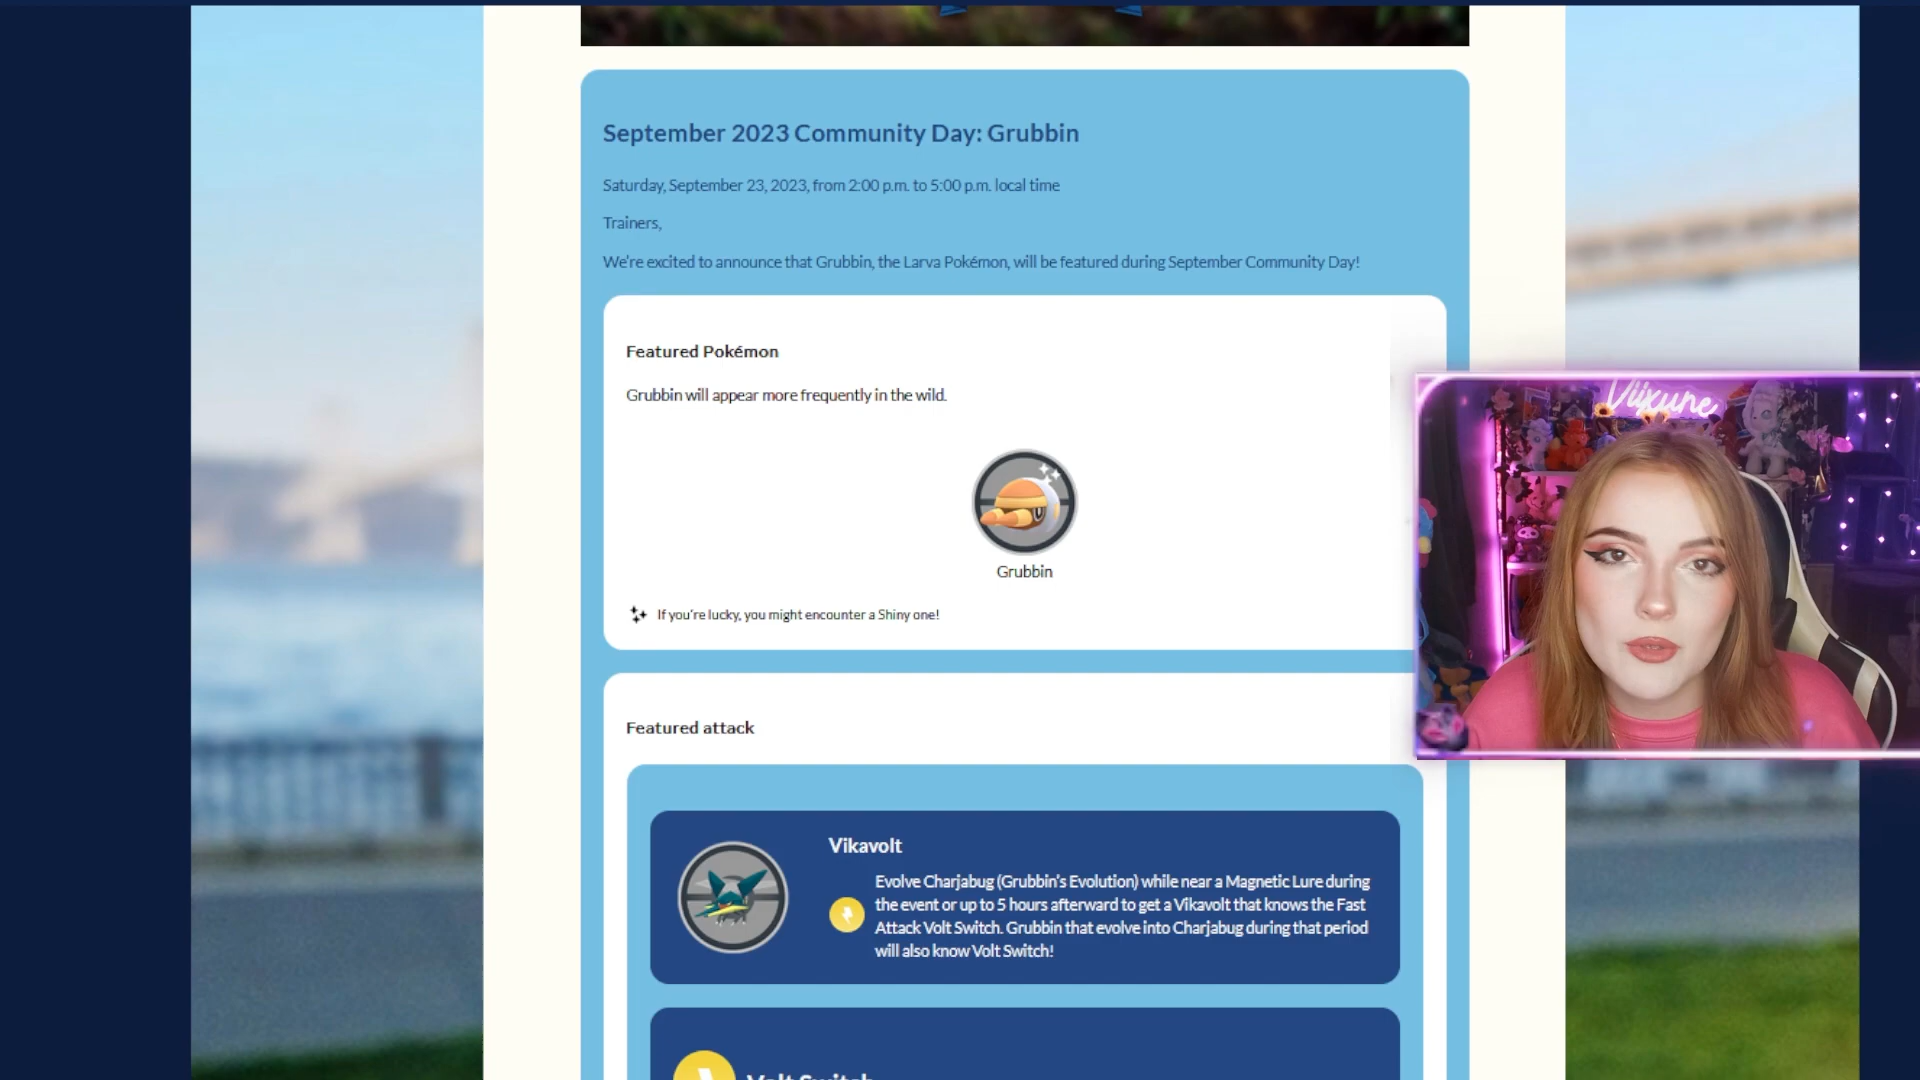 September 2023 Community Day: Grubbin
Saturday, September 23, 2023, from 2:00 p.m. to 5:00 p.m. local time
Trainers,
We're excited to announce that Grubbin, the Larva Pokémon, will be featured during September Community Day!
Featured Pokémon
Grubbin will appear more frequently in the wild.
Grubbin
If you're lucky, you might encounter a Shiny one!
Viixune
Featured attack
Vikavolt
Evolve Charjabug (Grubbin's Evolution) while near a Magnetic Lure during
the event or up to 5 hours afterward to get a Vikavolt that knows the Fast
Attack Volt Switch. Grubbin that evolve into Charjabug during that period
will also know Volt Switch!
Volt Switch